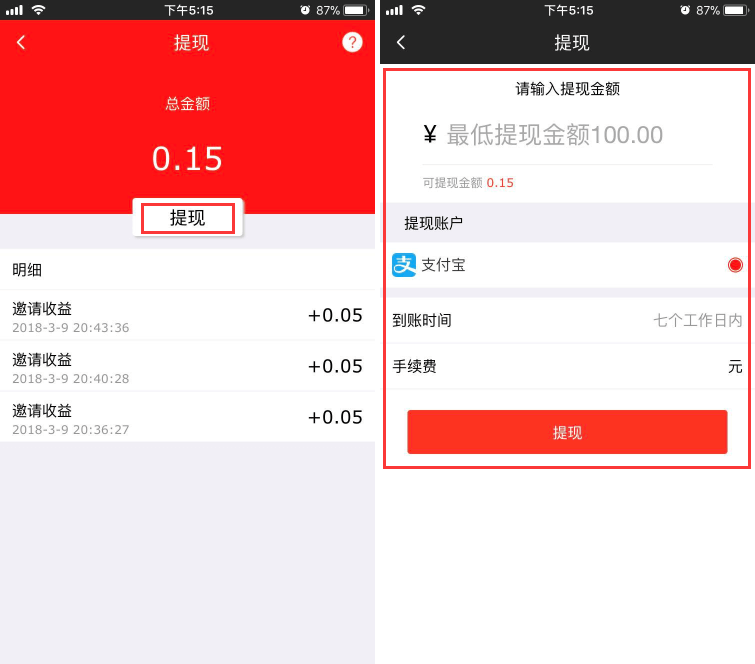 下午5:15
87%
提现
?
总金额
0.15
提现
明细
邀请收益
+0.05
2018-3-9 20:43:36
邀请收益
+0.05
2018-3-9 20:40:28
邀请收益
+0.05
2018-3-9 20:36:27
下午5:15
87%
提现
请输入提现金额
¥ 最低提现金额100.00
可提现金额 0.15
提现账户
支 支付宝
到账时间 七个工作日内
手续费 元
提现